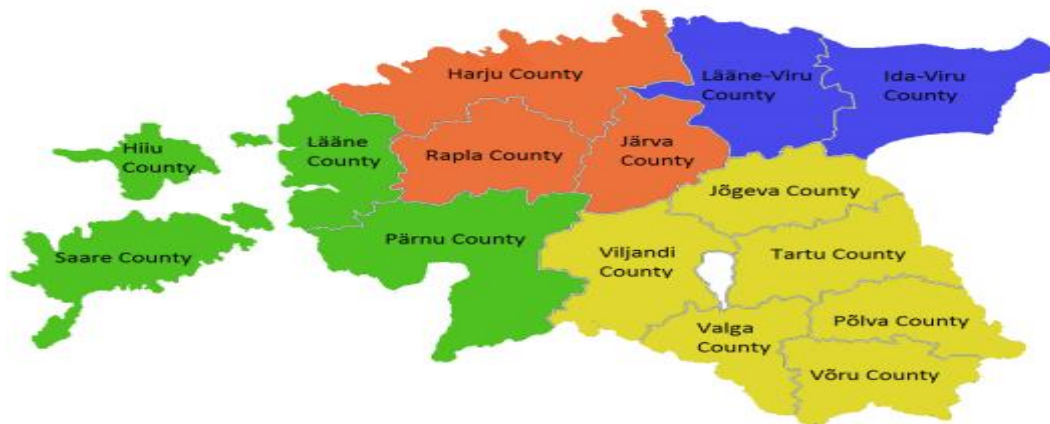 Harju County
Lääne-Viru
County
Ida-Viru
County
Hiiu
County
Lääne
County
Rapla County
Järva
County
Jõgeva County
Saare County
Pärnu County
Viljandi
County
Tartu County
Valga
County
Põlva County
Võru County